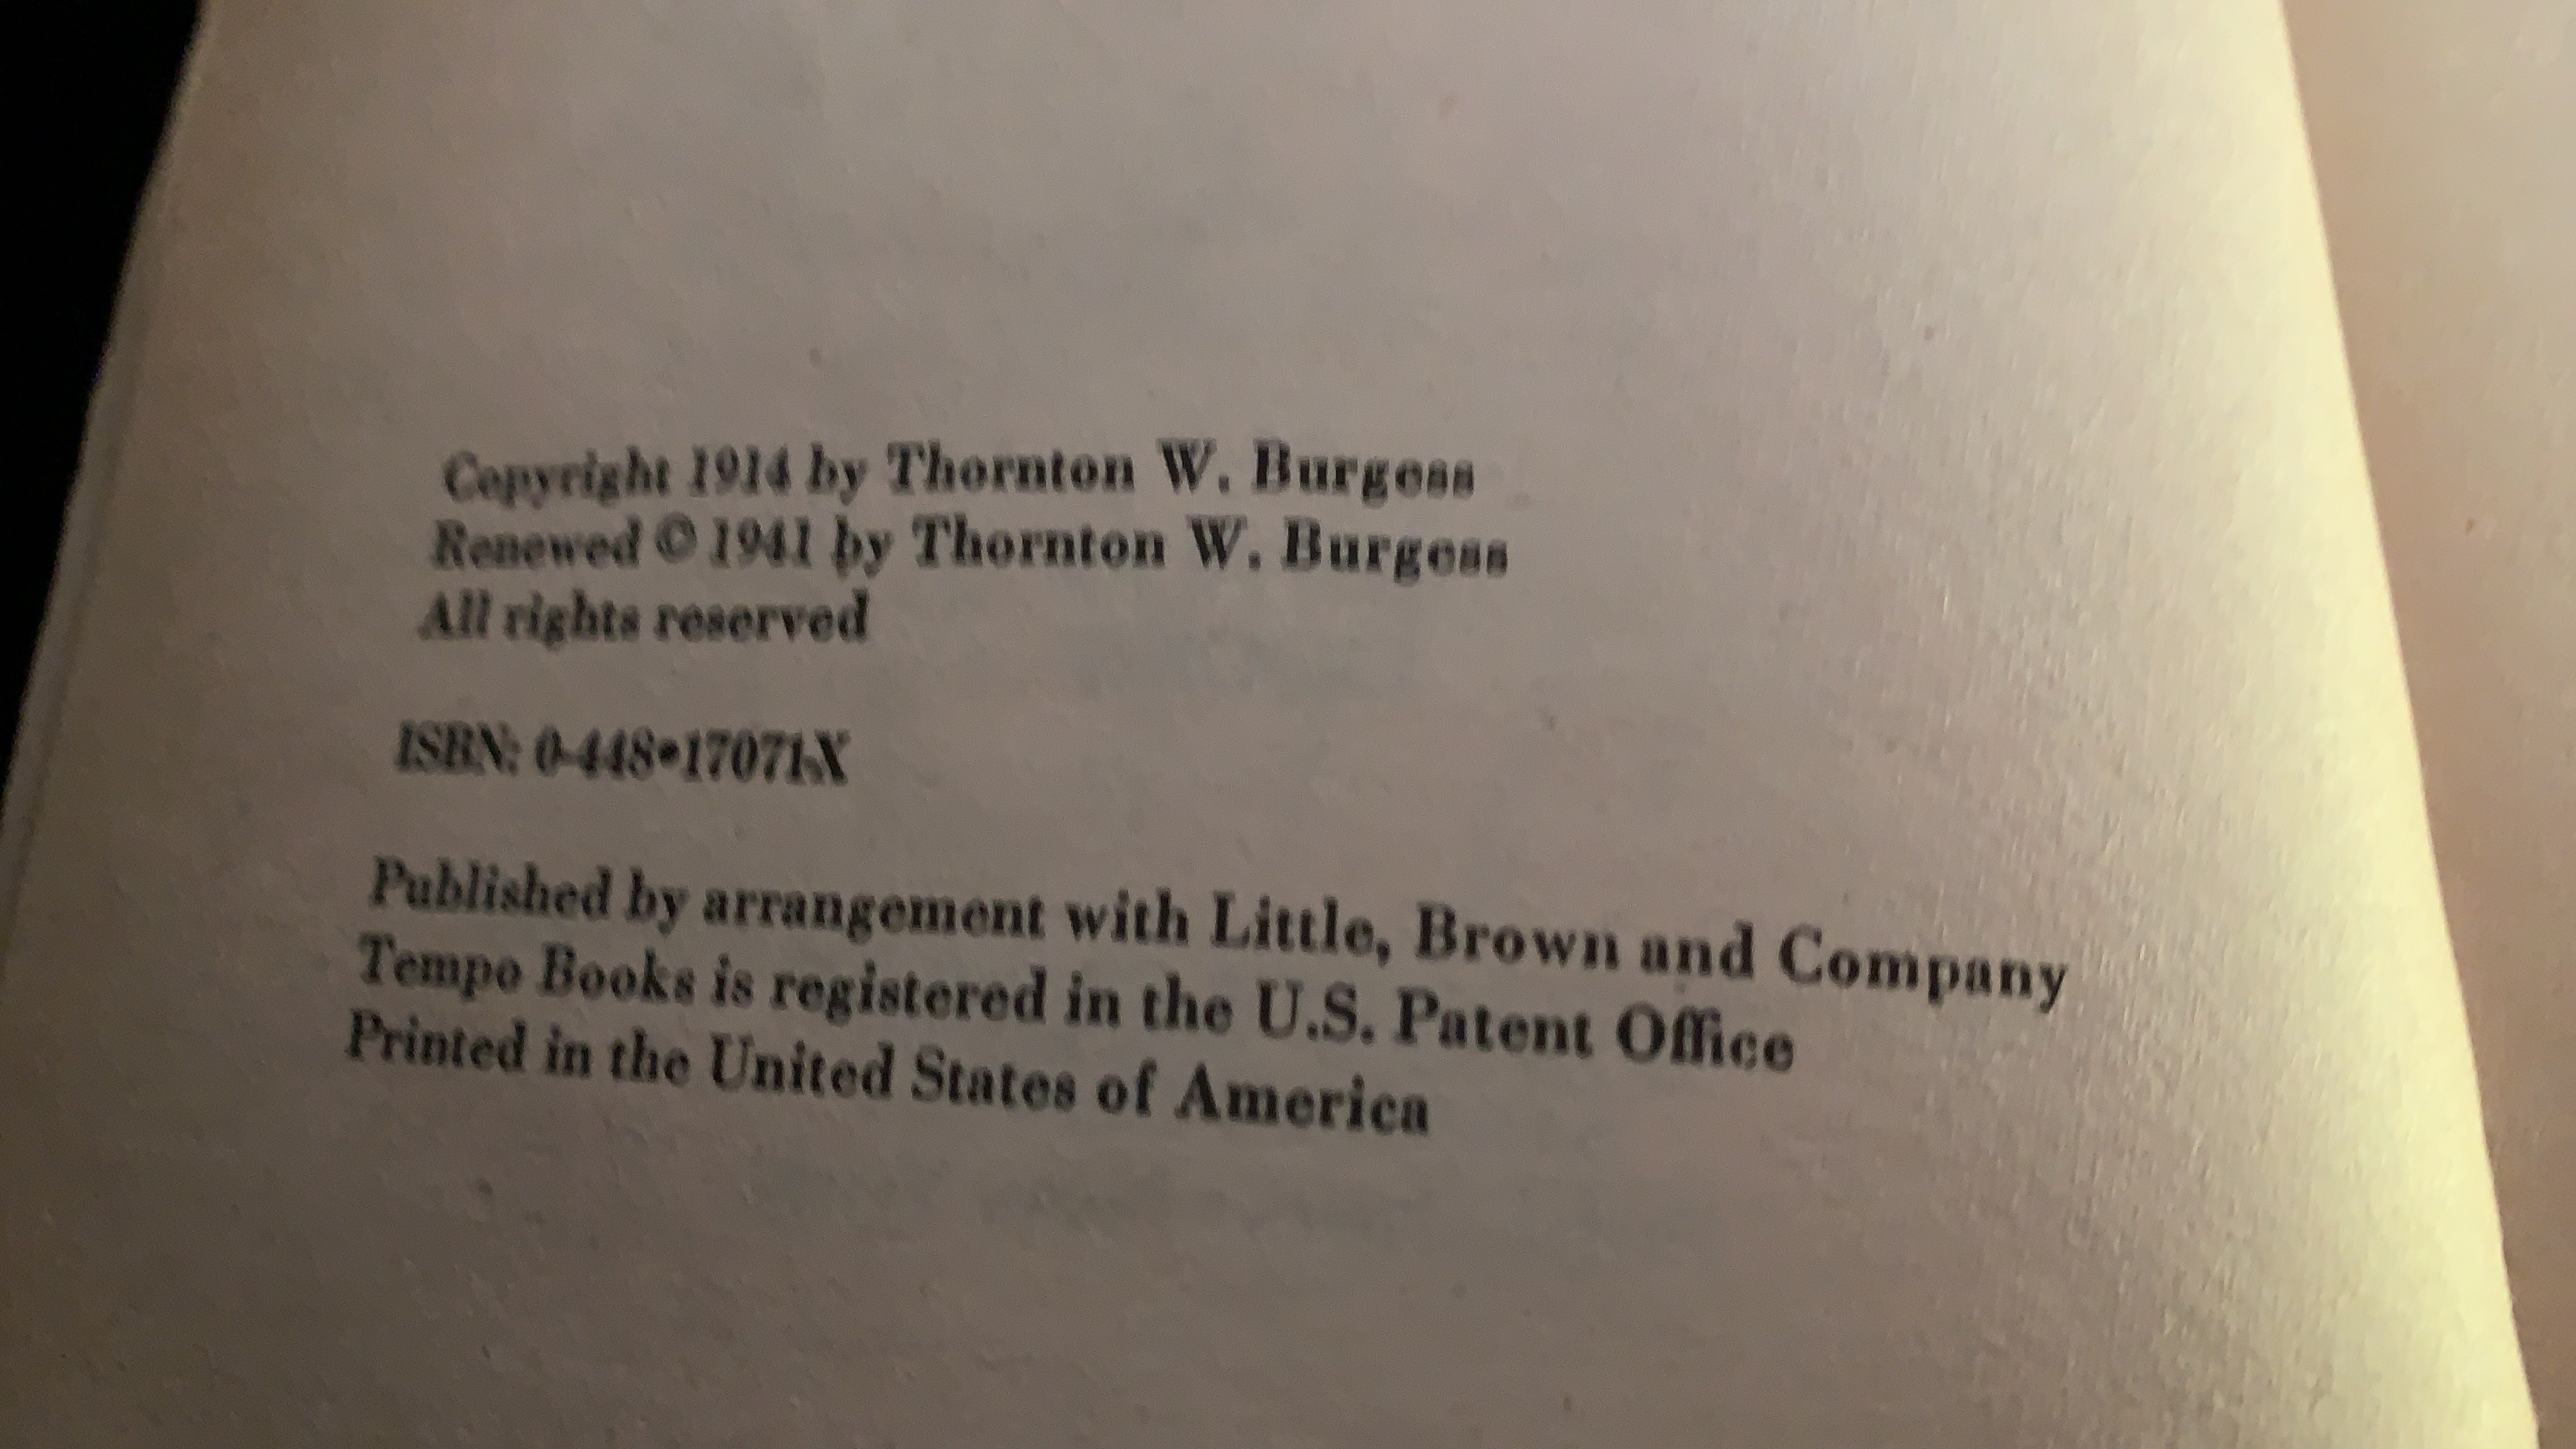 Copyright 1914 by Thornton W. Burgess
Renewed © 1941 by Thornton W. Burgess
All rights reserved
ISBN: 0-448-17071-X
Published by arrangement with Little, Brown and Company
Tempo Books is registered in the U.S. Patent Office
Printed in the United States of America